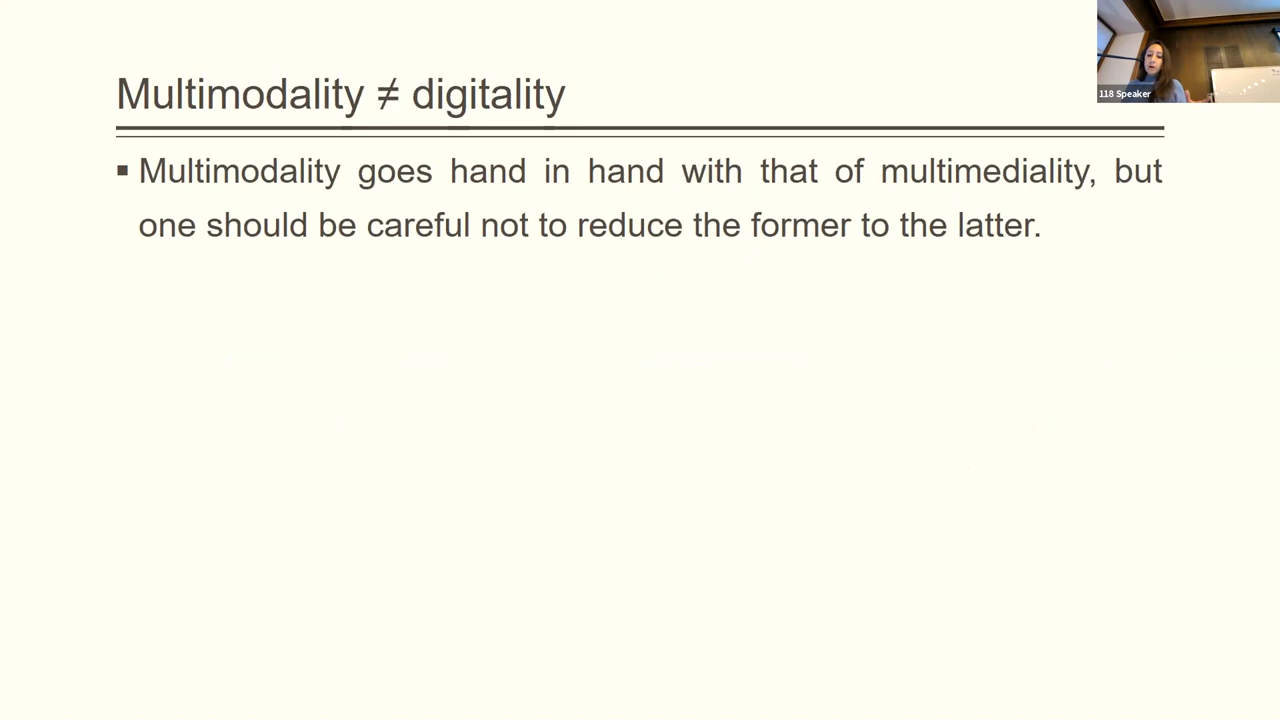 Multimodality ≠ digitality
▪ Multimodality goes hand in hand with that of multimediality, but
one should be careful not to reduce the former to the latter.
118 Speaker